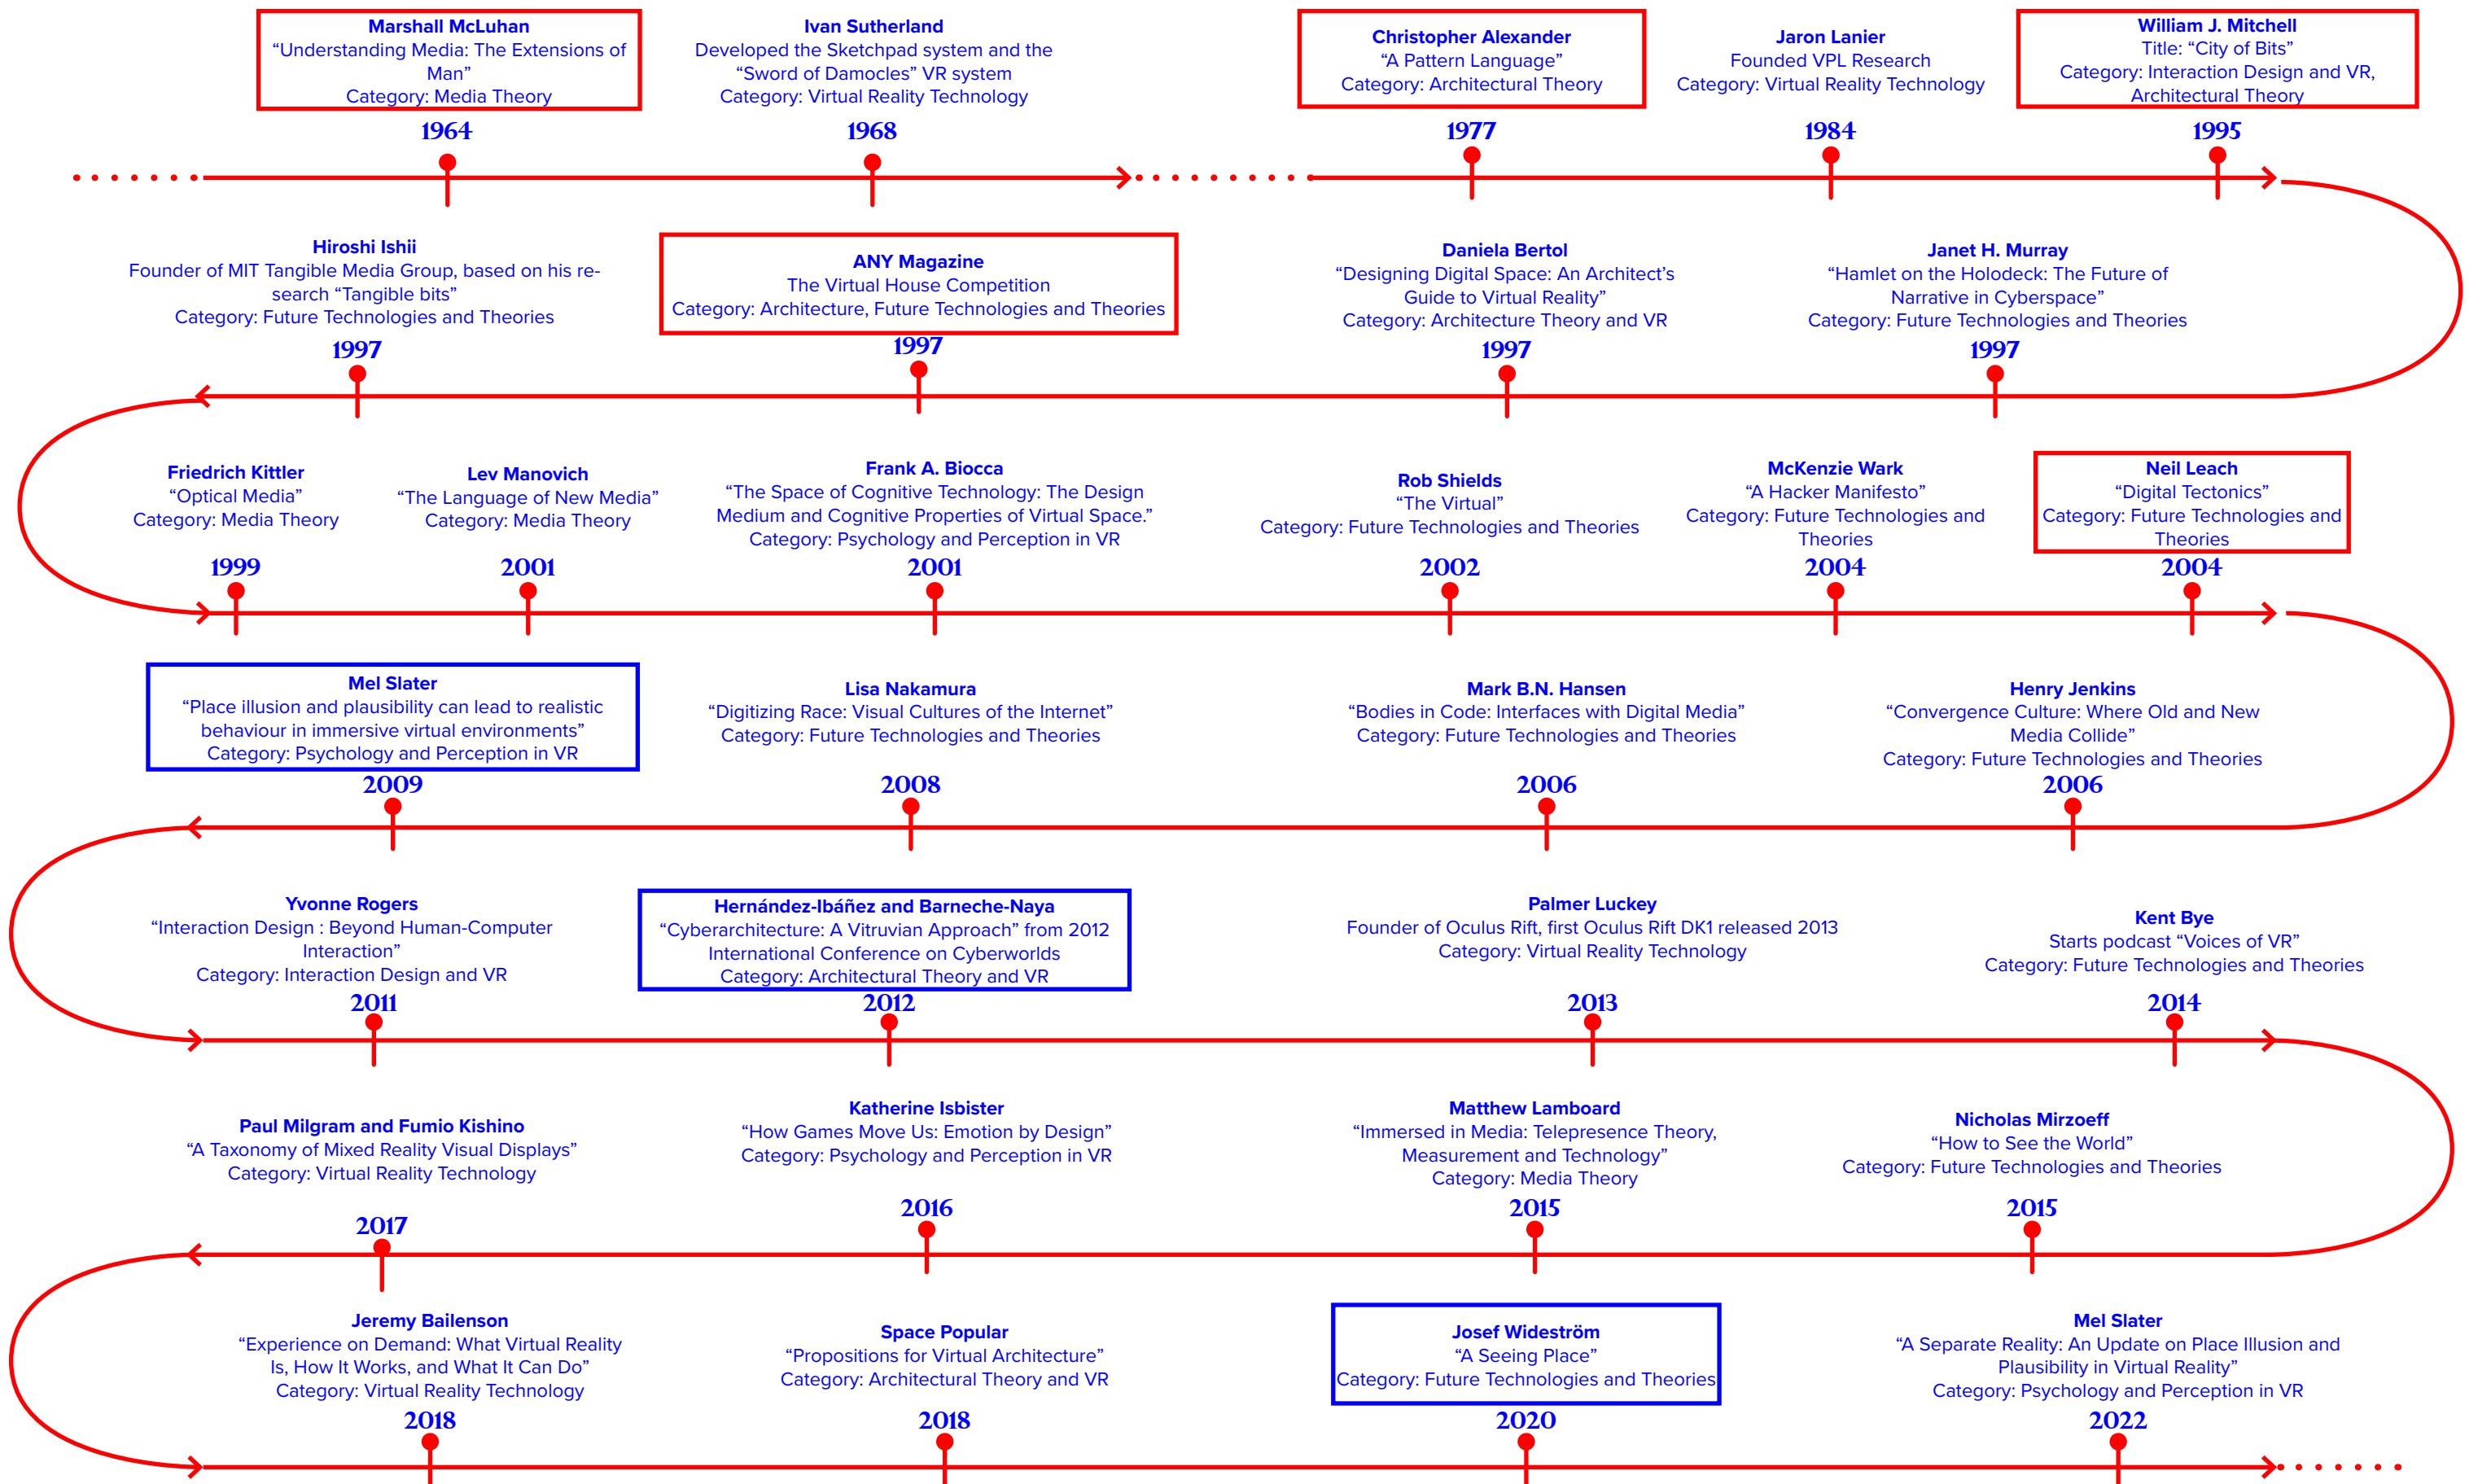 Marshall McLuhan
“Understanding Media: The Extensions of
Man”
Category: Media Theory
1964
Ivan Sutherland
Developed the Sketchpad system and the
“Sword of Damocles” VR system
Category: Virtual Reality Technology
1968
Christopher Alexander
“A Pattern Language”
Category: Architectural Theory
1977
Jaron Lanier
Founded VPL Research
Category: Virtual Reality Technology
1984
William J. Mitchell
Title: “City of Bits”
Category: Interaction Design and VR,
Architectural Theory
1995
Hiroshi Ishii
Founder of MIT Tangible Media Group, based on his re-
search “Tangible bits”
Category: Future Technologies and Theories
1997
ANY Magazine
The Virtual House Competition
Category: Architecture, Future Technologies and Theories
1997
Daniela Bertol
“Designing Digital Space: An Architect’s
Guide to Virtual Reality”
Category: Architecture Theory and VR
1997
Janet H. Murray
“Hamlet on the Holodeck: The Future of
Narrative in Cyberspace”
Category: Future Technologies and Theories
1997
Friedrich Kittler
“Optical Media”
Category: Media Theory
1999
Lev Manovich
“The Language of New Media”
Category: Media Theory
2001
Frank A. Biocca
“The Space of Cognitive Technology: The Design
Medium and Cognitive Properties of Virtual Space.”
Category: Psychology and Perception in VR
2001
Rob Shields
“The Virtual”
Category: Future Technologies and Theories
2002
McKenzie Wark
“A Hacker Manifesto”
Category: Future Technologies and
Theories
2004
Neil Leach
“Digital Tectonics”
Category: Future Technologies and
Theories
2004
Mel Slater
“Place illusion and plausibility can lead to realistic
behaviour in immersive virtual environments”
Category: Psychology and Perception in VR
2009
Lisa Nakamura
“Digitizing Race: Visual Cultures of the Internet”
Category: Future Technologies and Theories
2008
Mark B.N. Hansen
“Bodies in Code: Interfaces with Digital Media”
Category: Future Technologies and Theories
2006
Henry Jenkins
“Convergence Culture: Where Old and New
Media Collide”
Category: Future Technologies and Theories
2006
Yvonne Rogers
“Interaction Design : Beyond Human-Computer
Interaction”
Category: Interaction Design and VR
2011
Hernández-Ibáñez and Barneche-Naya
“Cyberarchitecture: A Vitruvian Approach” from 2012
International Conference on Cyberworlds
Category: Architectural Theory and VR
2012
Palmer Luckey
Founder of Oculus Rift, first Oculus Rift DK1 released 2013
Category: Virtual Reality Technology
2013
Kent Bye
Starts podcast “Voices of VR”
Category: Future Technologies and Theories
2014
Paul Milgram and Fumio Kishino
“A Taxonomy of Mixed Reality Visual Displays”
Category: Virtual Reality Technology
2017
Katherine Isbister
“How Games Move Us: Emotion by Design”
Category: Psychology and Perception in VR
2016
Matthew Lamboard
“Immersed in Media: Telepresence Theory,
Measurement and Technology”
Category: Media Theory
2015
Nicholas Mirzoeff
“How to See the World”
Category: Future Technologies and Theories
2015
Jeremy Bailenson
“Experience on Demand: What Virtual Reality
Is, How It Works, and What It Can Do”
Category: Virtual Reality Technology
2018
Space Popular
“Propositions for Virtual Architecture”
Category: Architectural Theory and VR
2018
Josef Wideström
“A Seeing Place”
Category: Future Technologies and Theories
2020
Mel Slater
“A Separate Reality: An Update on Place Illusion and
Plausibility in Virtual Reality”
Category: Psychology and Perception in VR
2022